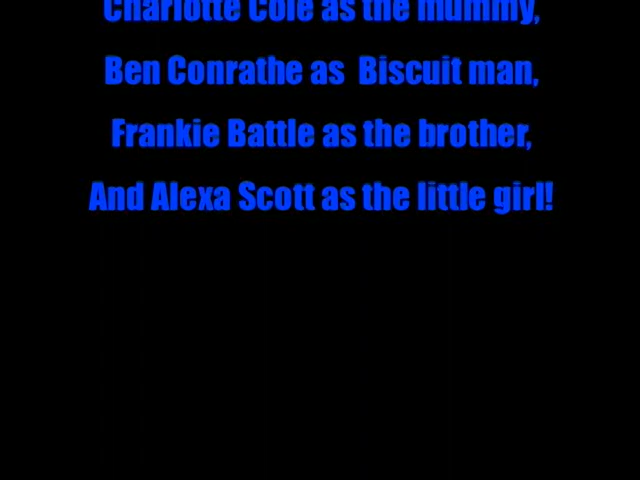 Charlotte Cole as the mummy,
Ben Conrathe as  Biscuit man,
Frankie Battle as the brother,
And Alexa Scott as the little girl!